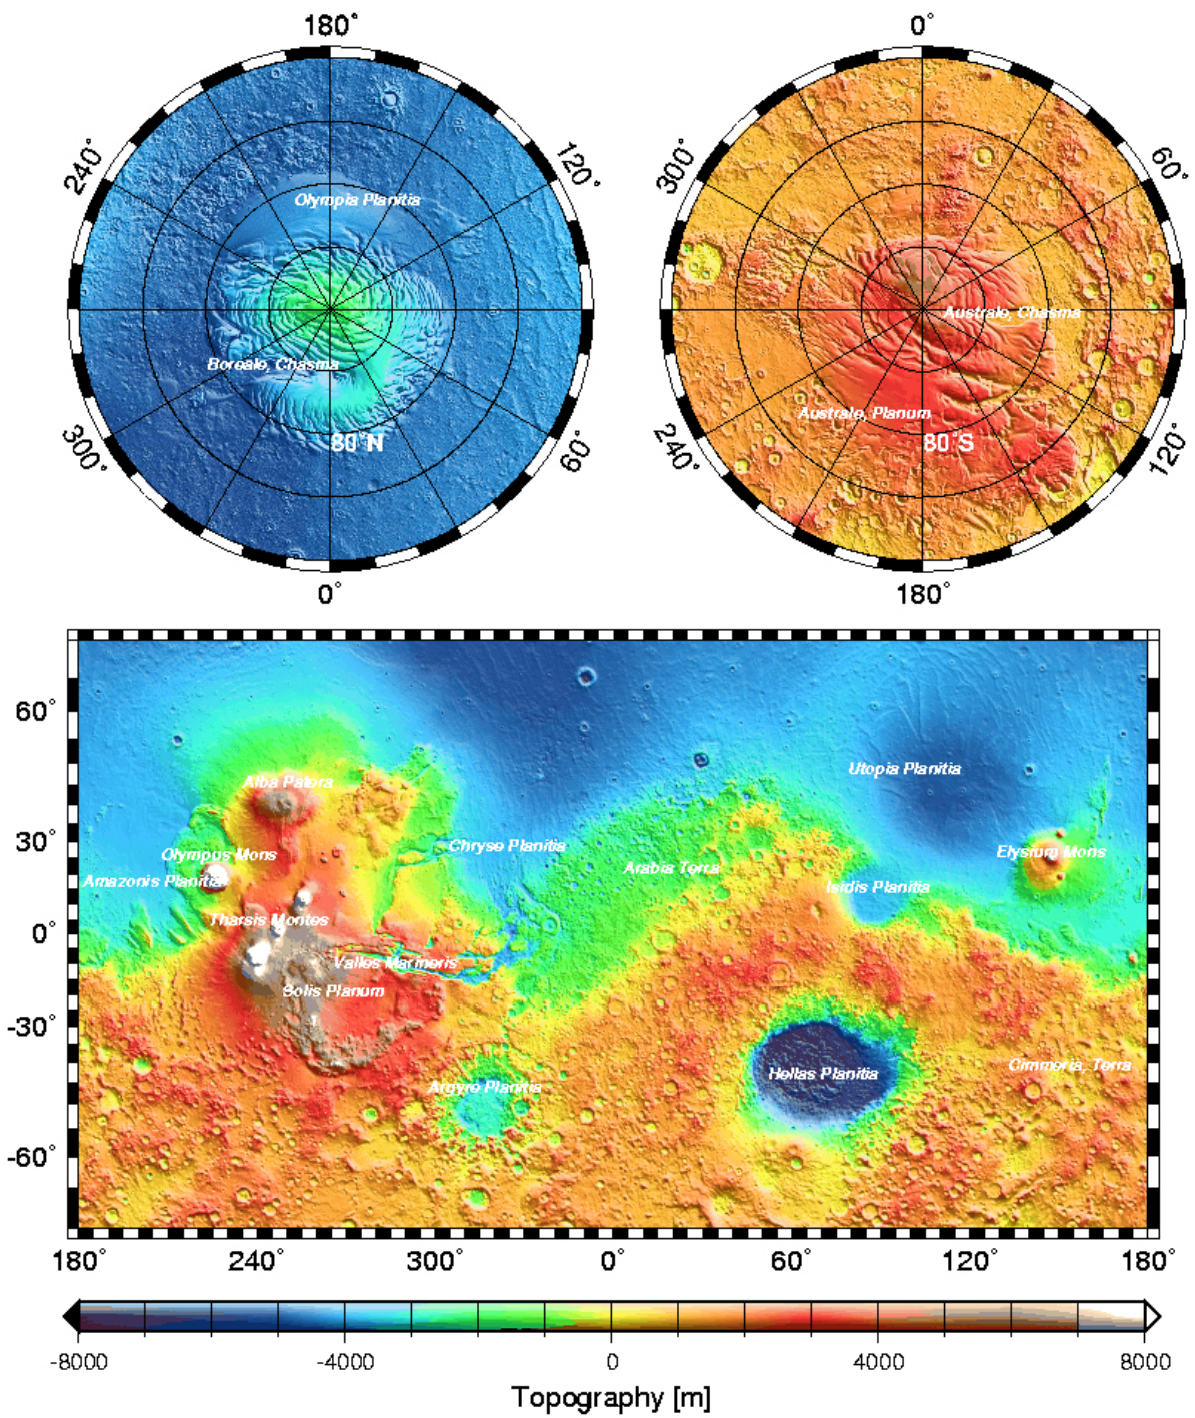 180°
0°
240°
120°
300°
60°
Olympia Planitia
Boreale, Chasma
80°N
Australe, Chasma
Australe, Planum
80°S
300°
60°
240°
120°
0°
180°
60°
Utopia Planitia
Alba Patera
30°
Chryse Planitia
Olympus Mons
Elysium Mons
Arabia Terra
Amazonis Planitia
Isidis Planitia
Tharsis Montes
0°
Valles Marineris
Solis Planum
-30°
Cimmeria, Terra
Hellas Planitia
Argyre Planitia
-60°
180° 240° 300° 0° 60° 120° 180°
-8000 -4000 0 4000 8000
Topography [m]